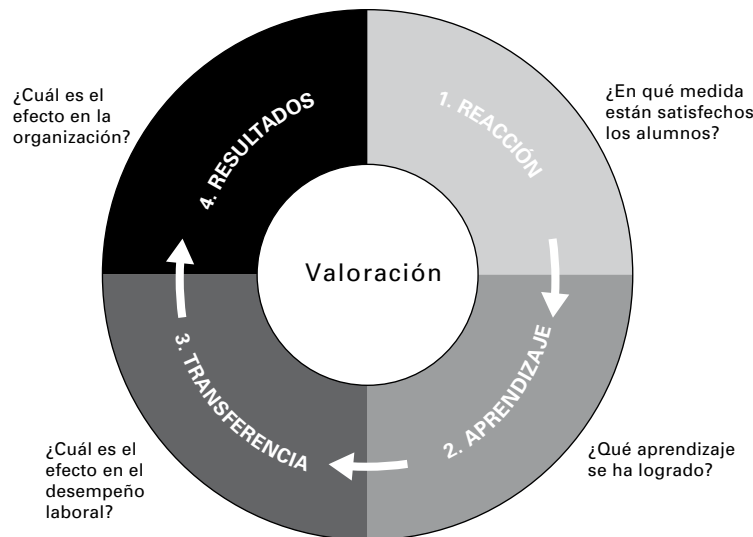 ¿Cuál es el
efecto en la
organización?
4. RESULTADOS
1. REACCIÓN
¿En qué medida
están satisfechos
los alumnos?
Valoración
3. TRANSFERENCIA
2. APRENDIZAJE
¿Cuál es el
efecto en el
desempeño
laboral?
¿Qué aprendizaje
se ha logrado?